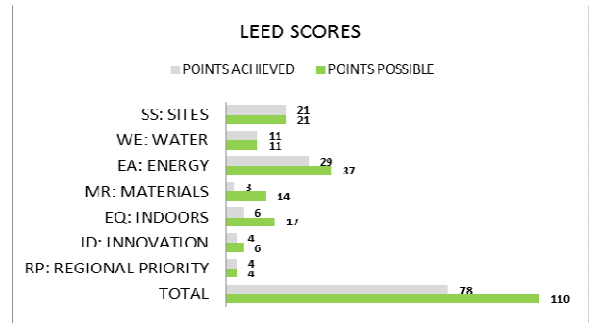 LEED SCORES
POINTS ACHIEVED POINTS POSSIBLE
SS: SITES 21
21
WE: WATER 11
11
EA: ENERGY 29
37
MR: MATERIALS 3
14
EQ: INDOORS 6
17
ID: INNOVATION 4
6
RP: REGIONAL PRIORITY 4
4
TOTAL 78
110